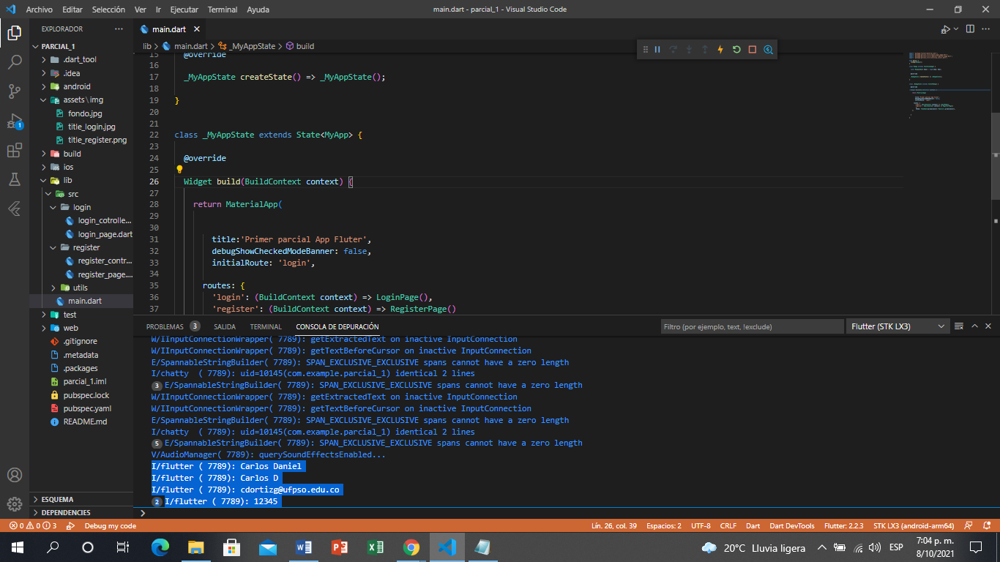 Archivo Editar Selección Ver Ir Ejecutar Terminal Ayuda
main.dart - parcial_1 - Visual Studio Code
EXPLORADOR
PARCIAL_1
.dart_tool
.idea
android
assets \ img
fondo.jpg
title_login.jpg
title_register.png
build
ios
lib
src
login
login_cotrolle...
login_page.dart
register
register_contr...
register_page....
utils
main.dart
test
web
.gitignore
.metadata
.packages
parcial_1.iml
pubspec.lock
pubspec.yaml
README.md
ESQUEMA
DEPENDENCIES
1
main.dart
lib > main.dart > _MyAppState > build
15 @override
16
17 _MyAppState createState() => _MyAppState();
18
19 }
20
21
22 class _MyAppState extends State<MyApp> {
23
24 @override
25
26 Widget build(BuildContext context) {
27
28 return MaterialApp(
29
30
31 title:'Primer parcial App Fluter',
32 debugShowCheckedModeBanner: false,
33 initialRoute: 'login',
34
35 routes: {
36 'login': (BuildContext context) => LoginPage(),
37 'register': (BuildContext context) => RegisterPage()
PROBLEMAS 3 SALIDA TERMINAL CONSOLA DE DEPURACIÓN
Filtro (por ejemplo, text, !exclude)
Flutter (STK LX3)
W/IInputConnectionWrapper( 7789): getExtractedText on inactive InputConnection
W/IInputConnectionWrapper( 7789): getTextBeforeCursor on inactive InputConnection
E/SpannableStringBuilder( 7789): SPAN_EXCLUSIVE_EXCLUSIVE spans cannot have a zero length
I/chatty ( 7789): uid=10145(com.example.parcial_1) identical 2 lines
3 E/SpannableStringBuilder( 7789): SPAN_EXCLUSIVE_EXCLUSIVE spans cannot have a zero length
W/IInputConnectionWrapper( 7789): getExtractedText on inactive InputConnection
W/IInputConnectionWrapper( 7789): getTextBeforeCursor on inactive InputConnection
E/SpannableStringBuilder( 7789): SPAN_EXCLUSIVE_EXCLUSIVE spans cannot have a zero length
I/chatty ( 7789): uid=10145(com.example.parcial_1) identical 2 lines
5 E/SpannableStringBuilder( 7789): SPAN_EXCLUSIVE_EXCLUSIVE spans cannot have a zero length
V/AudioManager( 7789): querySoundEffectsEnabled...
I/flutter ( 7789): Carlos Daniel
I/flutter ( 7789): Carlos D
I/flutter ( 7789): cdortizg@ufpso.edu.co
2 I/flutter ( 7789): 12345
0 0 3 Debug my code
Lín. 26, col. 39 Espacios: 2 UTF-8 CRLF Dart Dart DevTools Flutter: 2.2.3 STK LX3 (android-arm64)
20°C Lluvia ligera
ESP
7:04 p. m.
8/10/2021